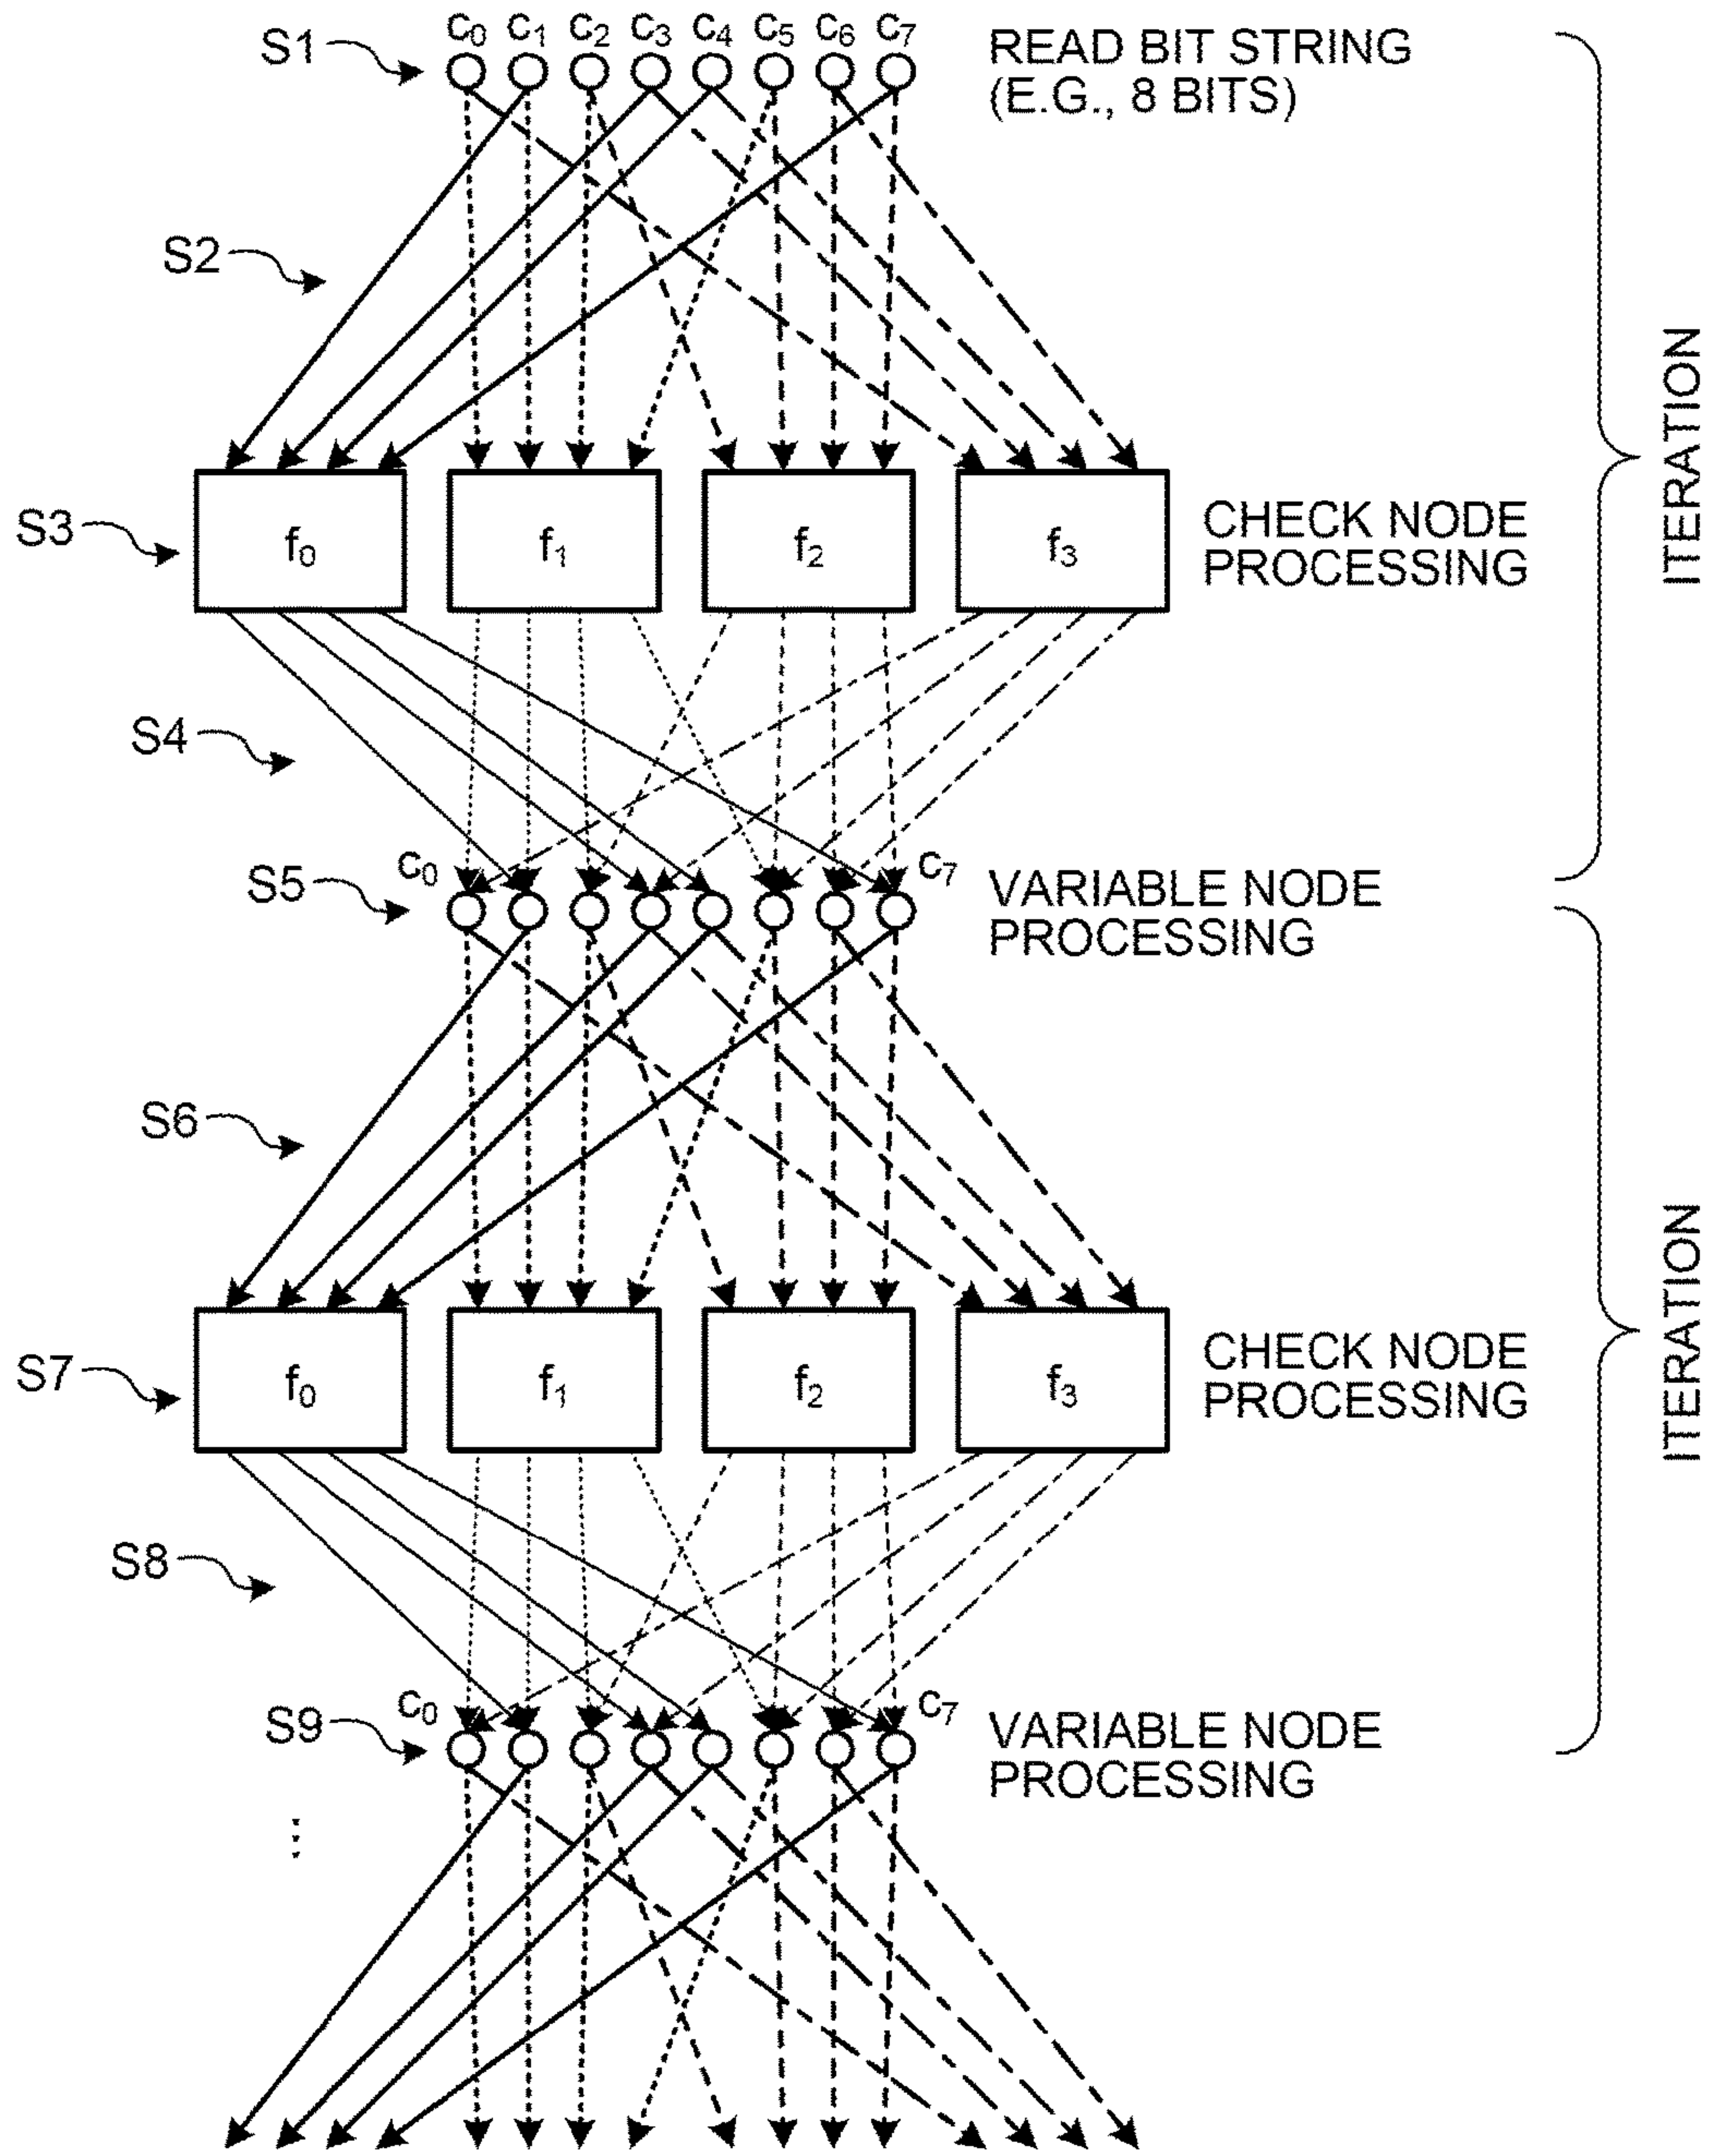 c₀ c₁ c₂ c₃ c₄ c₅ c₆ c₇
S1
READ BIT STRING
(E.G., 8 BITS)
S2
ITERATION
S3
f₀
f₁
f₂
f₃
CHECK NODE
PROCESSING
S4
c₀
c₇
S5
VARIABLE NODE
PROCESSING
S6
ITERATION
S7
f₀
f₁
f₂
f₃
CHECK NODE
PROCESSING
S8
c₀
c₇
S9
VARIABLE NODE
PROCESSING
⋮